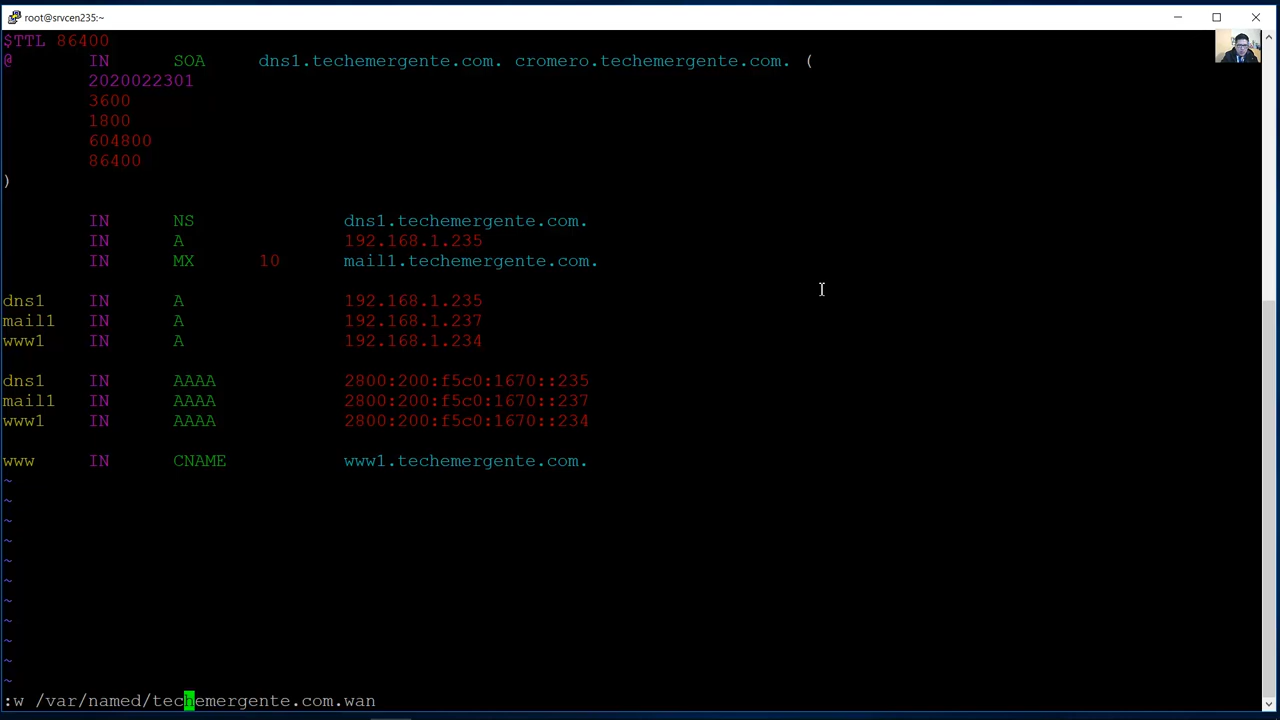 root@srvcen235:~
$TTL 86400
@ IN SOA dns1.techemergente.com. cromero.techemergente.com. (
2020022301
3600
1800
604800
86400
)
IN NS dns1.techemergente.com.
IN A 192.168.1.235
IN MX 10 mail1.techemergente.com.
dns1 IN A 192.168.1.235
mail1 IN A 192.168.1.237
www1 IN A 192.168.1.234
dns1 IN AAAA 2800:200:f5c0:1670::235
mail1 IN AAAA 2800:200:f5c0:1670::237
www1 IN AAAA 2800:200:f5c0:1670::234
www IN CNAME www1.techemergente.com.
~
~
~
~
~
~
~
~
~
~
~
:w /var/named/techemergente.com.wan